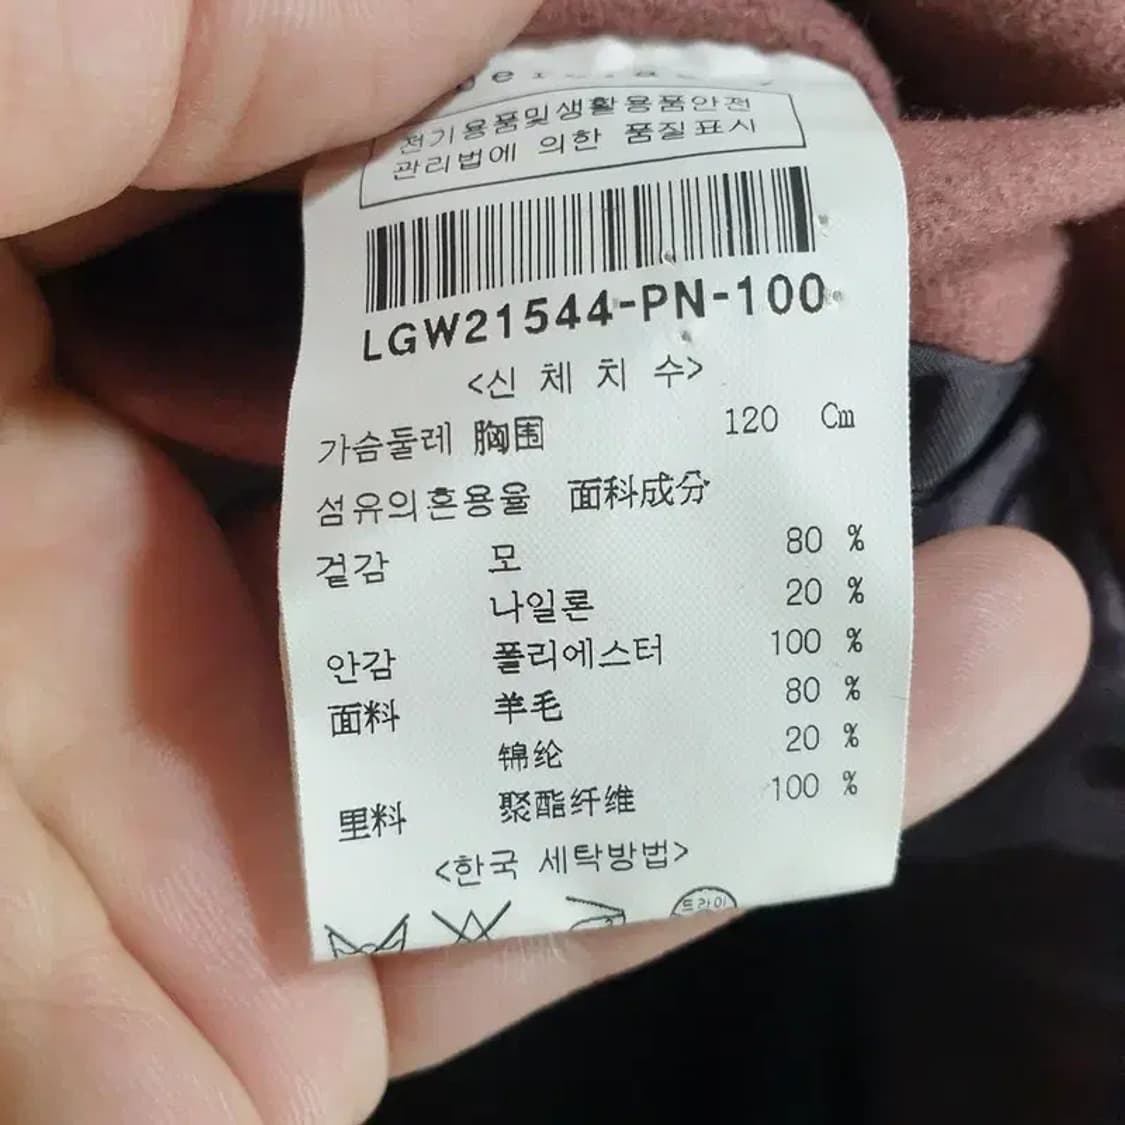 전기용품및생활용품안전
관리법에 의한 품질표시
LGW21544-PN-100
<신 체 치 수>
가슴둘레 胸围 120 Cm
섬유의혼용율 面科成分
겉감 모 80 %
나일론 20 %
안감 폴리에스터 100 %
面料 羊毛 80 %
锦纶 20 %
里料 聚酯纤维 100 %
<한국 세탁방법>
드라이